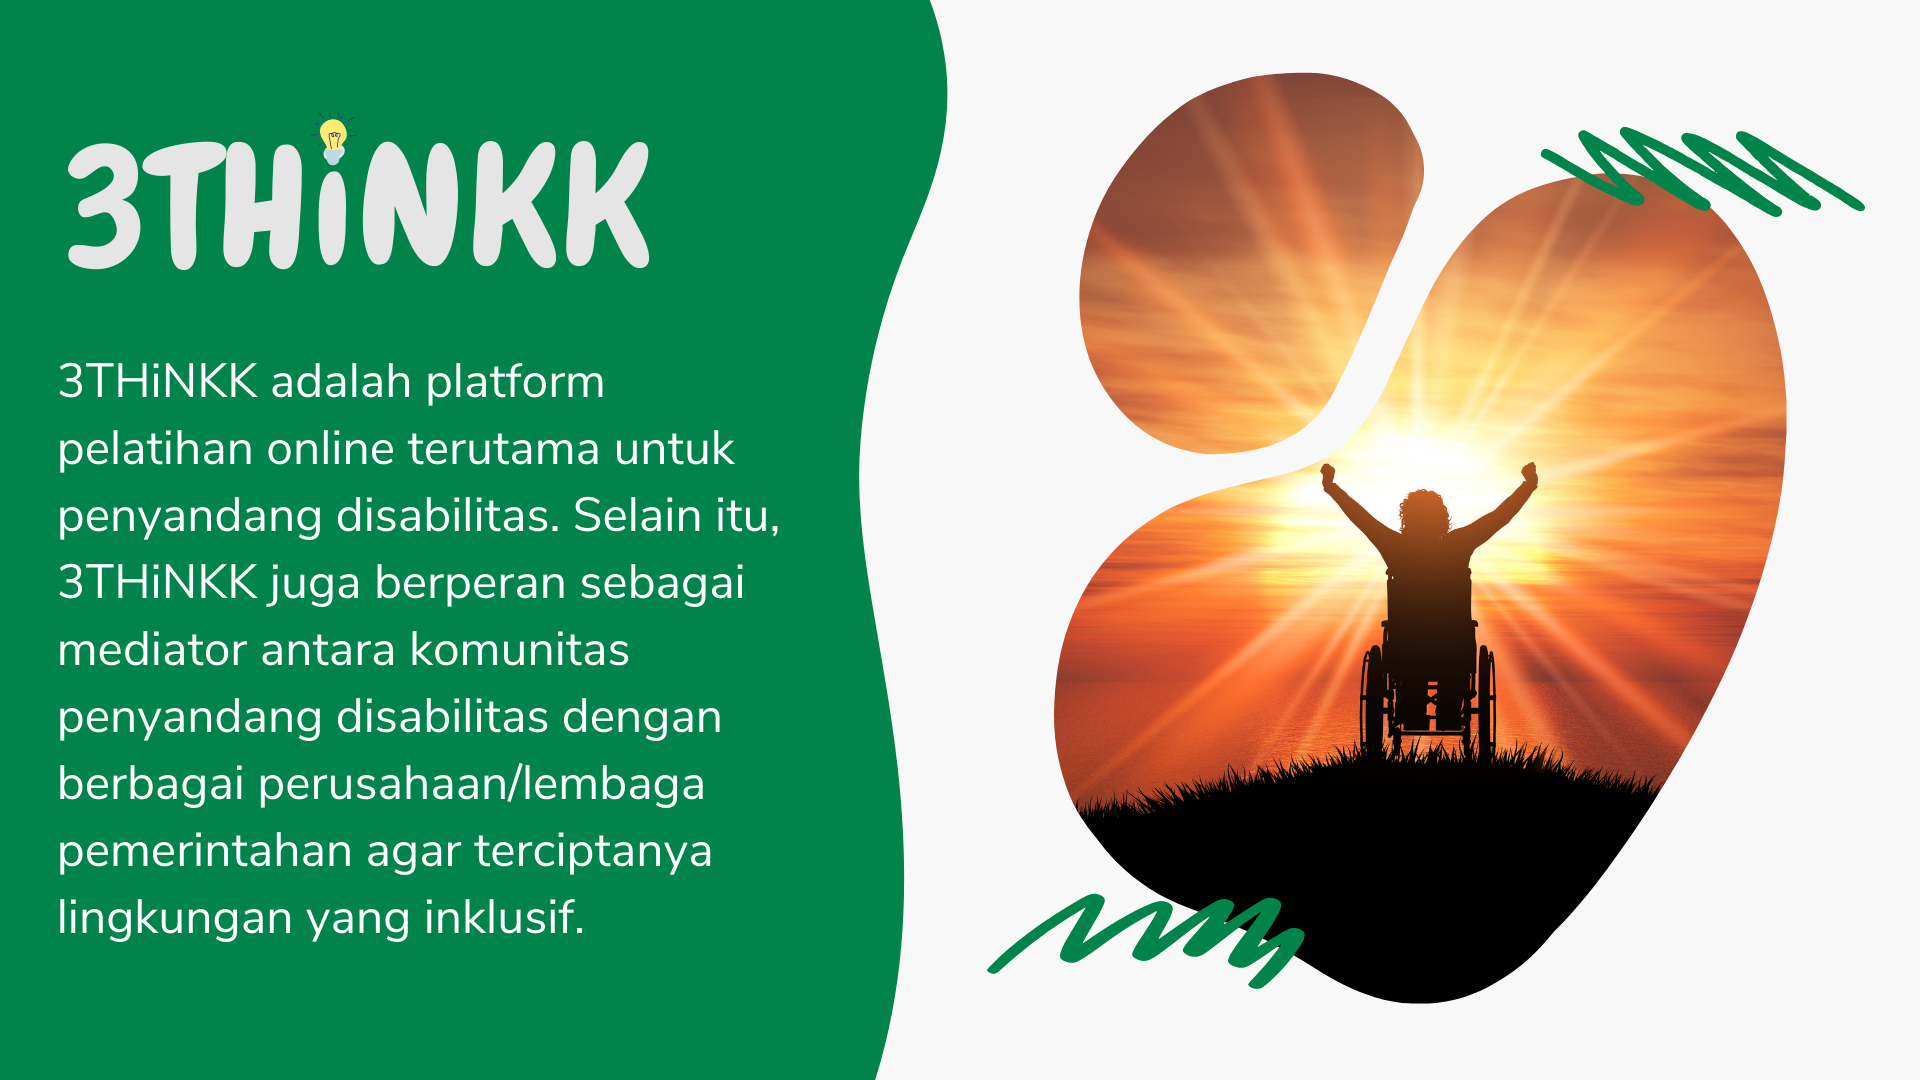 3THiNKK
3THiNKK adalah platform
pelatihan online terutama untuk
penyandang disabilitas. Selain itu,
3THiNKK juga berperan sebagai
mediator antara komunitas
penyandang disabilitas dengan
berbagai perusahaan/lembaga
pemerintahan agar terciptanya
lingkungan yang inklusif.